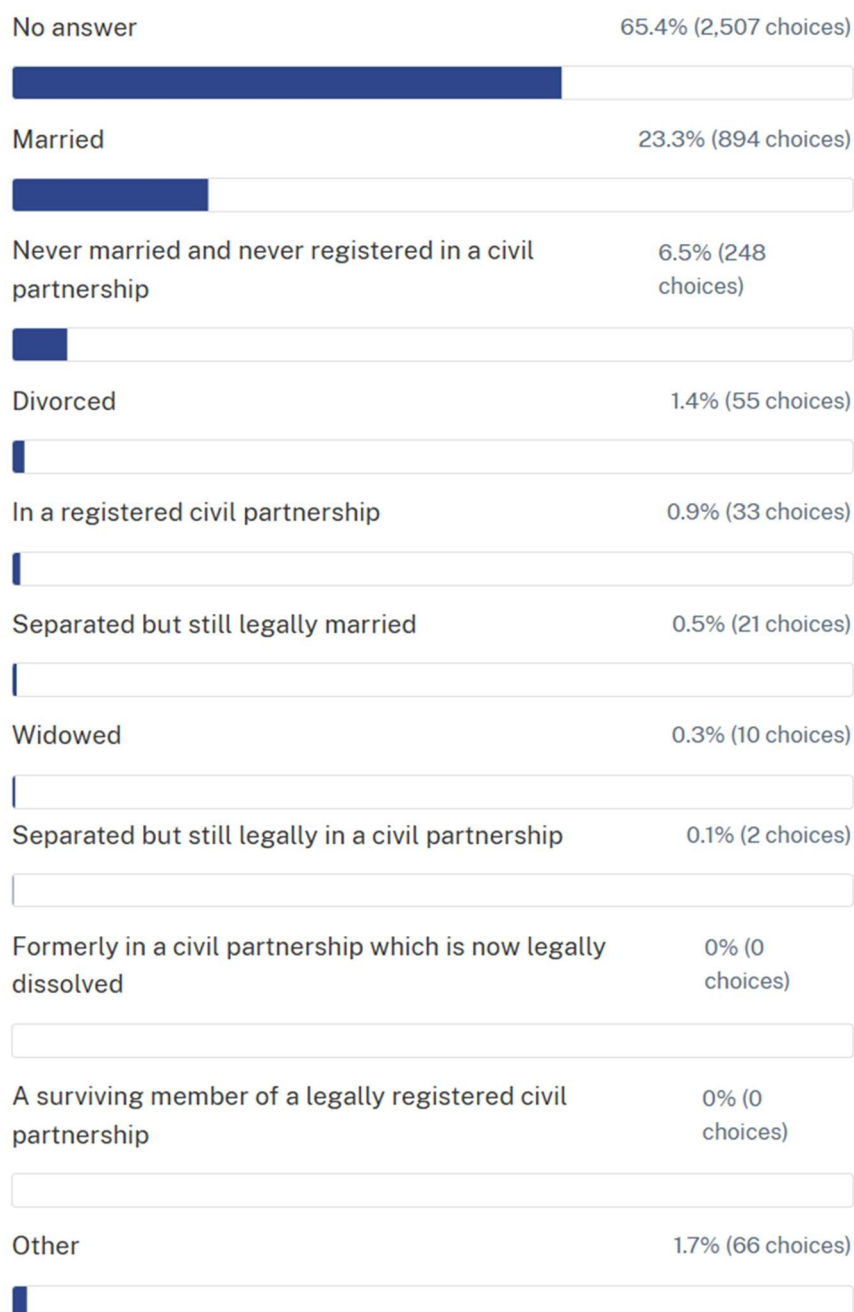 No answer 65.4% (2,507 choices)
Married 23.3% (894 choices)
Never married and never registered in a civil 6.5% (248
partnership choices)
Divorced 1.4% (55 choices)
In a registered civil partnership 0.9% (33 choices)
Separated but still legally married 0.5% (21 choices)
Widowed 0.3% (10 choices)
Separated but still legally in a civil partnership 0.1% (2 choices)
Formerly in a civil partnership which is now legally 0% (0
dissolved choices)
A surviving member of a legally registered civil 0% (0
partnership choices)
Other 1.7% (66 choices)